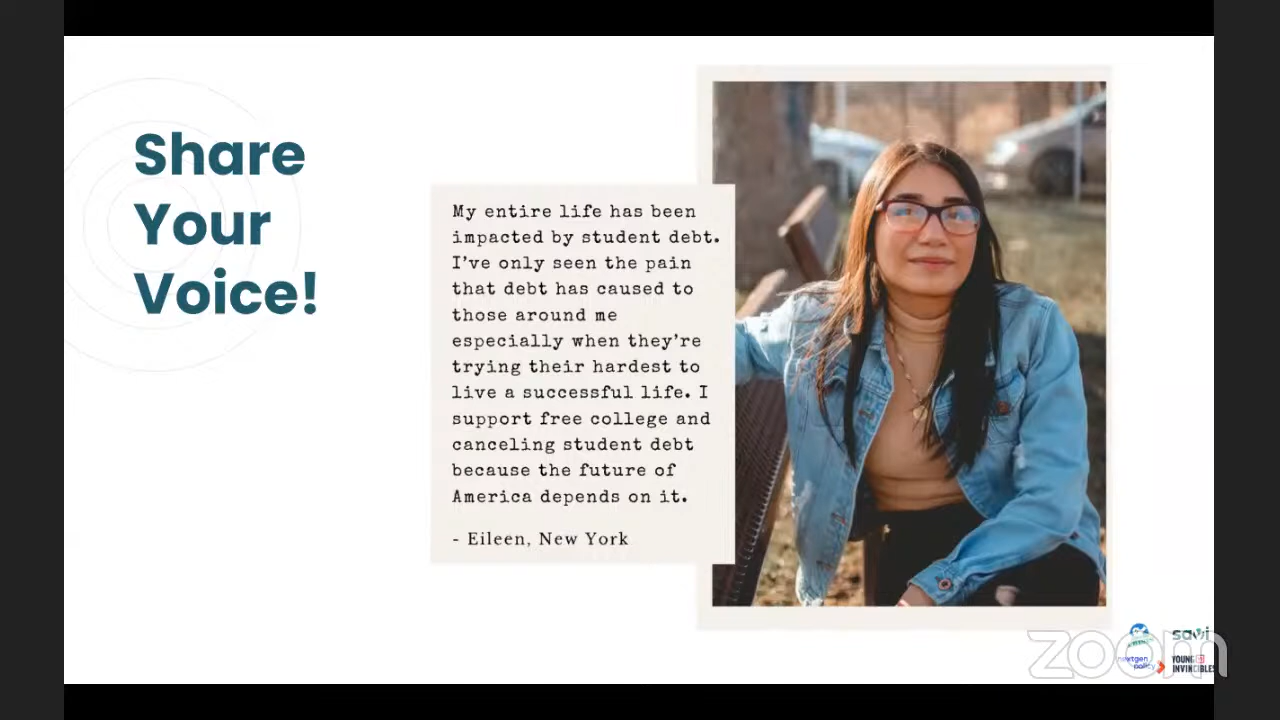 Share
Your
Voice!
My entire life has been
impacted by student debt.
I've only seen the pain
that debt has caused to
those around me
especially when they're
trying their hardest to
live a successful life. I
support free college and
canceling student debt
because the future of
America depends on it.
- Eileen, New York
savi
nextgen
policy
YOUNG
INVINCIBLES
zoom